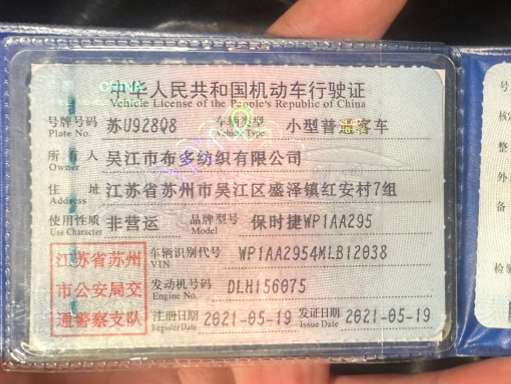 中华人民共和国机动车行驶证
Vehicle License of the People's Republic of China
号牌号码 苏U928Q8 车辆类型 小型普通客车
Plate No. Vehicle Type
所有人 吴江市布多纺织有限公司
Owner
住址 江苏省苏州市吴江区盛泽镇红安村7组
Address
使用性质 非营运 品牌型号 保时捷WP1AA295
Use Character Model
江苏省苏州 车辆识别代号 WP1AA2954MLB12038
VIN
市公安局交 发动机号码 DLH156075
Engine No.
通警察支队 注册日期 2021-05-19 发证日期 2021-05-19
Register Date Issue Date
号
核
整
外
备
检验